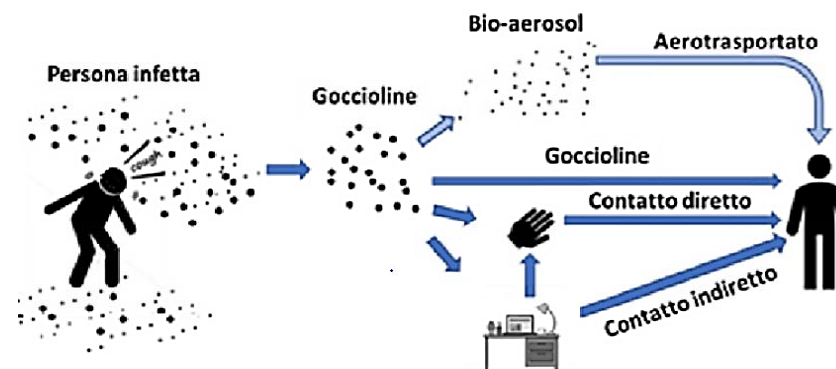 Bio-aerosol
Aerotrasportato
Persona infetta
Goccioline
cough
Goccioline
Contatto diretto
Contatto indiretto